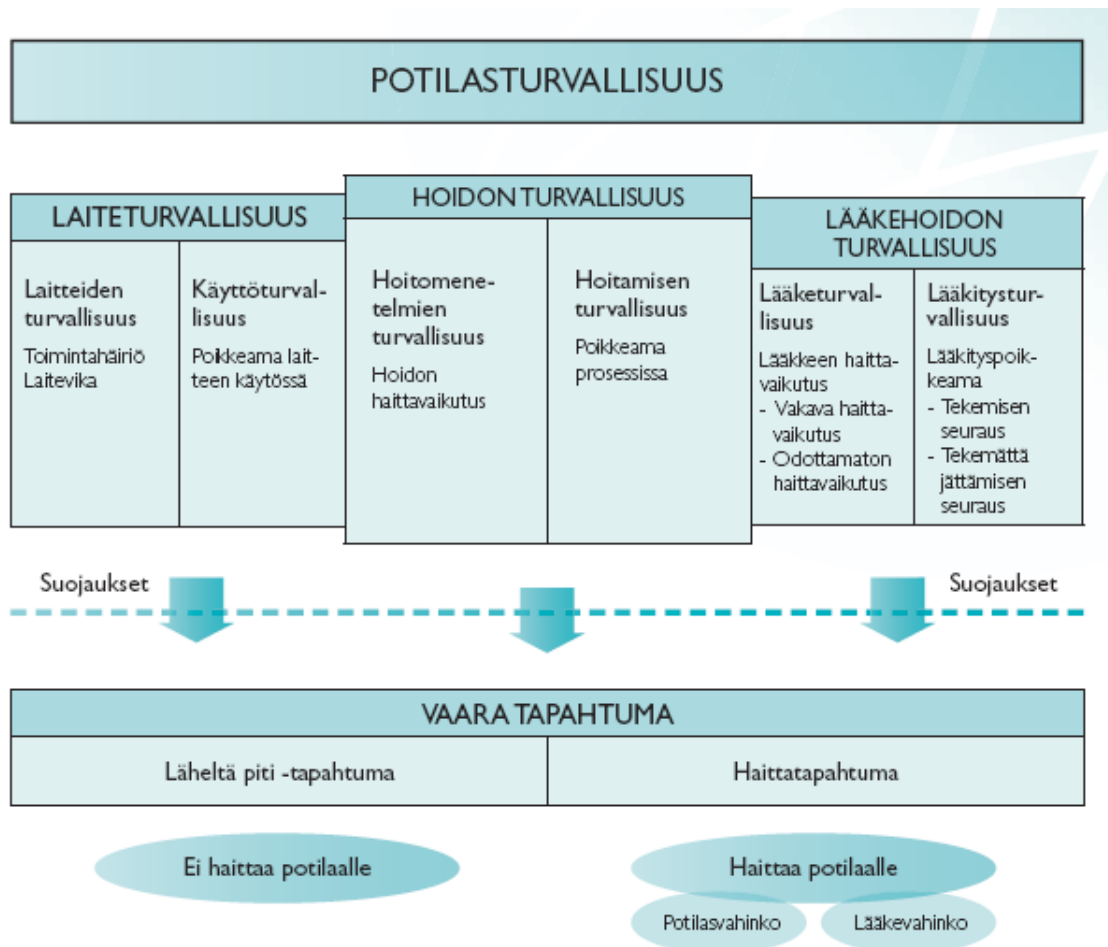 POTILASTURVALLISUUS
LAITETURVALLISUUS
Laitteiden
turvallisuus
Toimintahäiriö
Laitevika
Käyttöturval-
lisuus
Poikkeama lait-
teen käytössä
HOIDON TURVALLISUUS
Hoitomene-
telmien
turvallisuus
Hoidon
haittavaikutus
Hoitamisen
turvallisuus
Poikkeama
prosessissa
LÄÄKEHOIDON
TURVALLISUUS
Lääketurval-
lisuus
Lääkkeen haitta-
vaikutus
- Vakava haitta-
vaikutus
- Odottamaton
haittavaikutus
Lääkitystur-
vallisuus
Lääkityspoik-
keama
- Tekemisen
seuraus
- Tekemättä
jättämisen
seuraus
Suojaukset
Suojaukset
VAARA TAPAHTUMA
Läheltä piti -tapahtuma
Haittatapahtuma
Ei haittaa potilaalle
Haittaa potilaalle
Potilasvahinko
Lääkevahinko